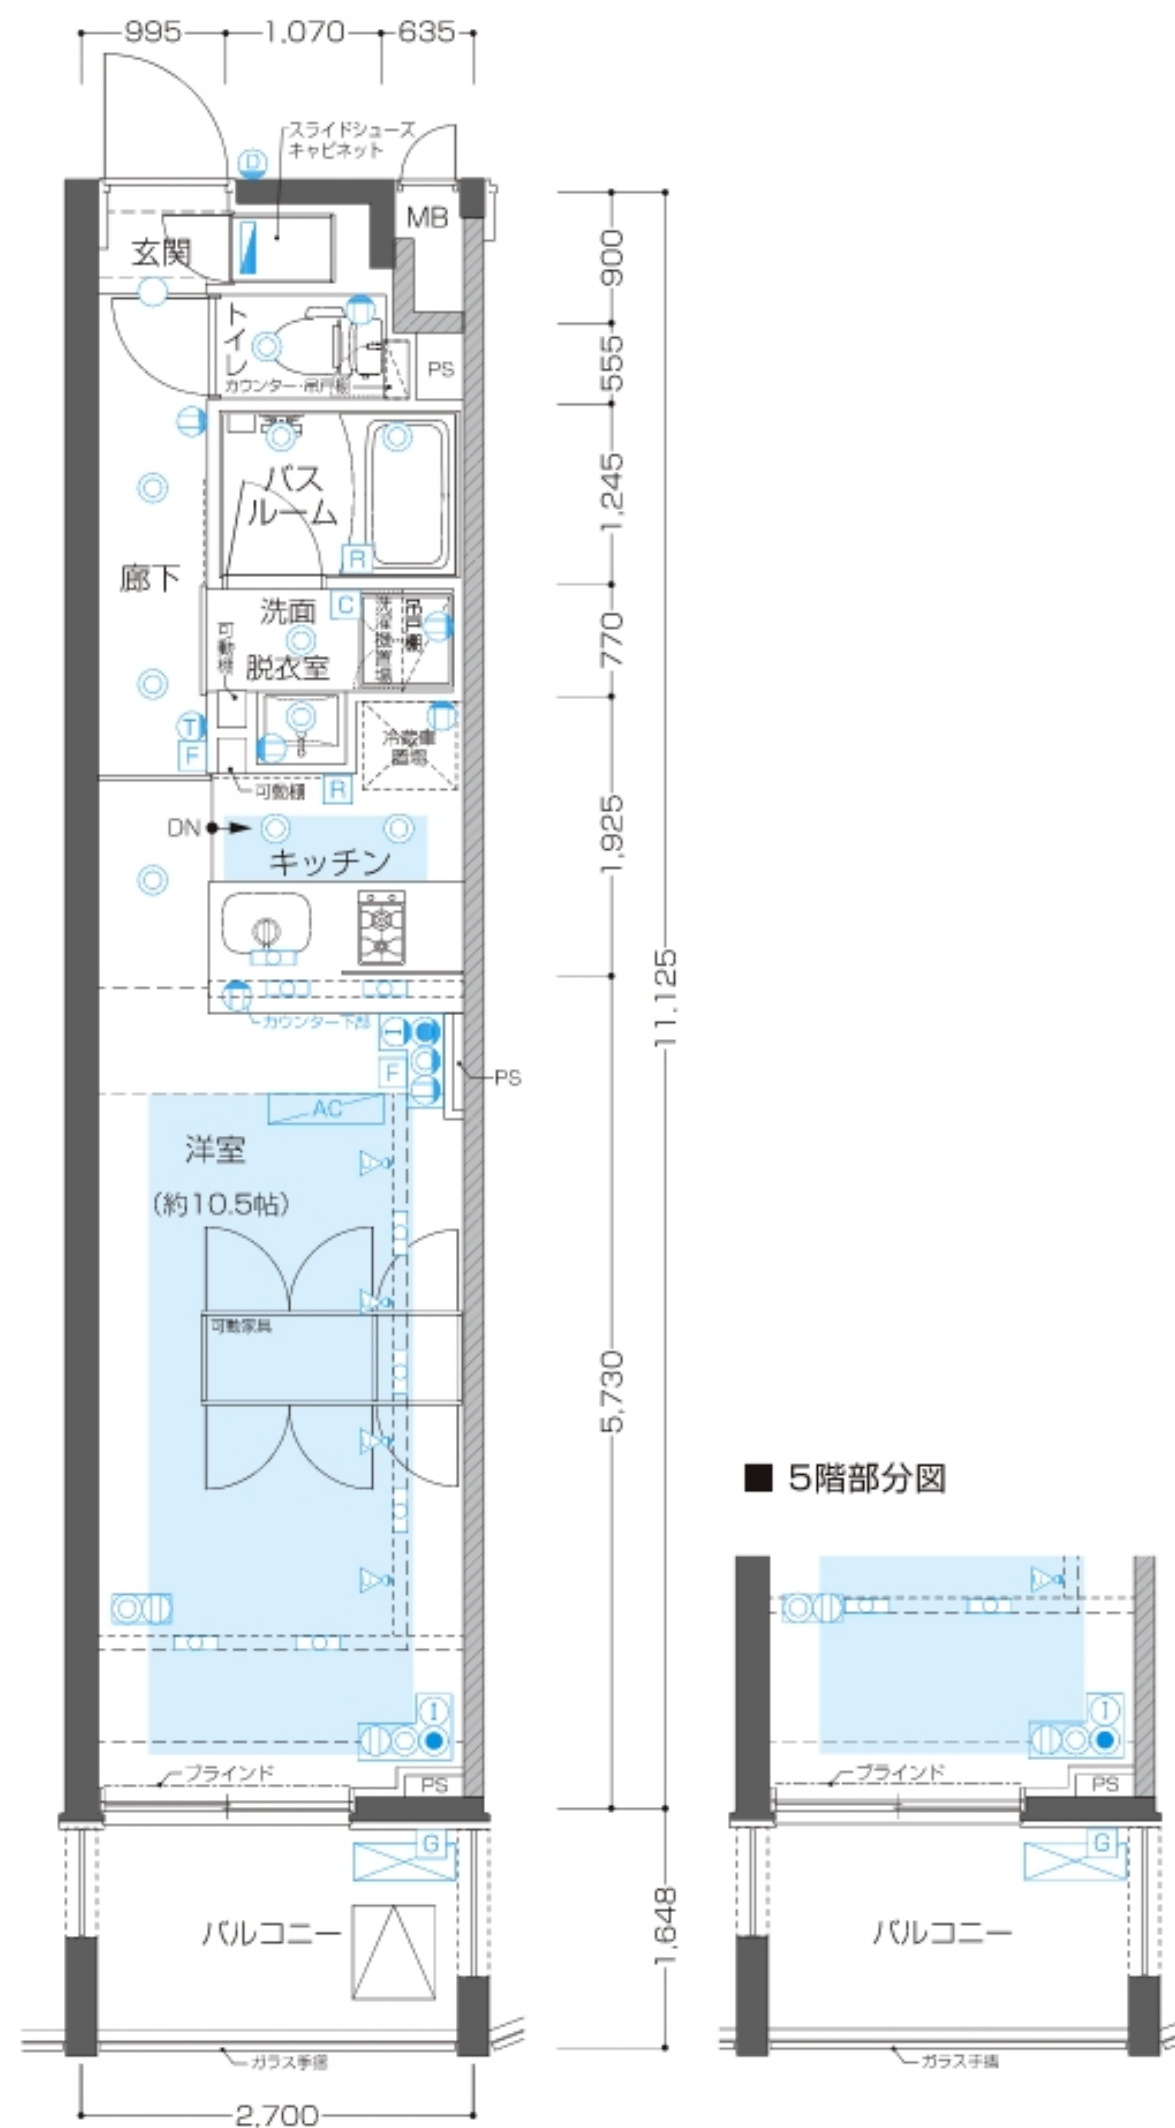 995
1,070
635
スライドシューズ
キャビネット
D
MB
玄関
900
トイレ
カウンター・吊戸棚
PS
555
バス
ルーム
R
1,245
廊下
洗面
脱衣室
C
洗濯機置場
吊戸棚
可動棚
770
T
F
冷蔵庫
置場
可動棚
R
DN
キッチン
1,925
11,125
カウンター下部
I
F
PS
AC
洋室
(約10.5帖)
可動家具
5,730
I
ブラインド
PS
G
バルコニー
1,648
ガラス手摺
2,700
■ 5階部分図
I
ブラインド
PS
G
バルコニー
ガラス手摺